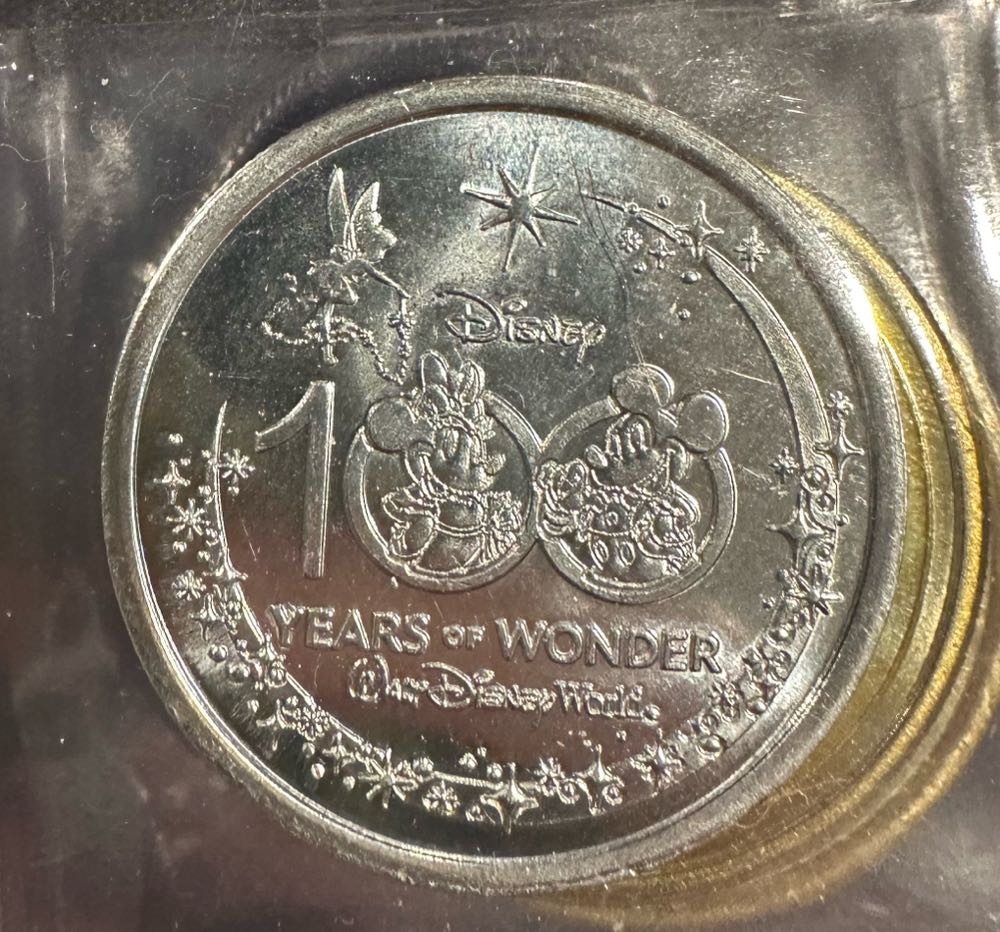 Disney
100
YEARS OF WONDER
Walt Disney World